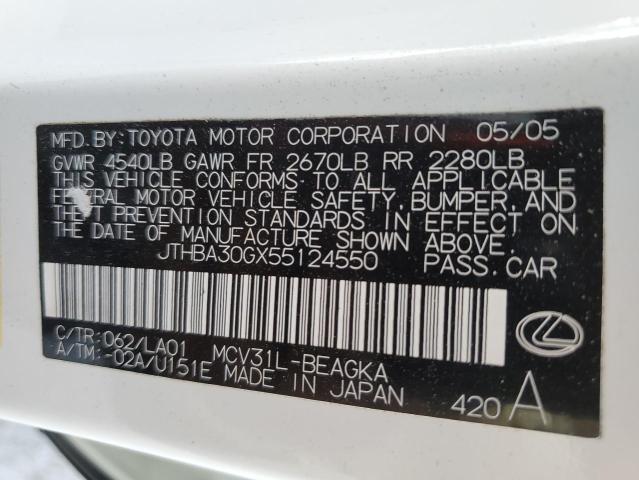 MFD.BY:TOYOTA MOTOR CORPORATION 05/05
GVWR 4540LB GAWR FR 2670LB RR 2280LB
THIS VEHICLE CONFORMS TO ALL APPLICABLE
FEDERAL MOTOR VEHICLE SAFETY,BUMPER,AND
THEFT PREVENTION STANDARDS IN EFFECT ON
THE DATE OF MANUFACTURE SHOWN ABOVE.
JTHBA30GX55124550 PASS.CAR
C/TR:062/LA01 MCV31L-BEAGKA
A/TM:-02A/U151E MADE IN JAPAN
420 A